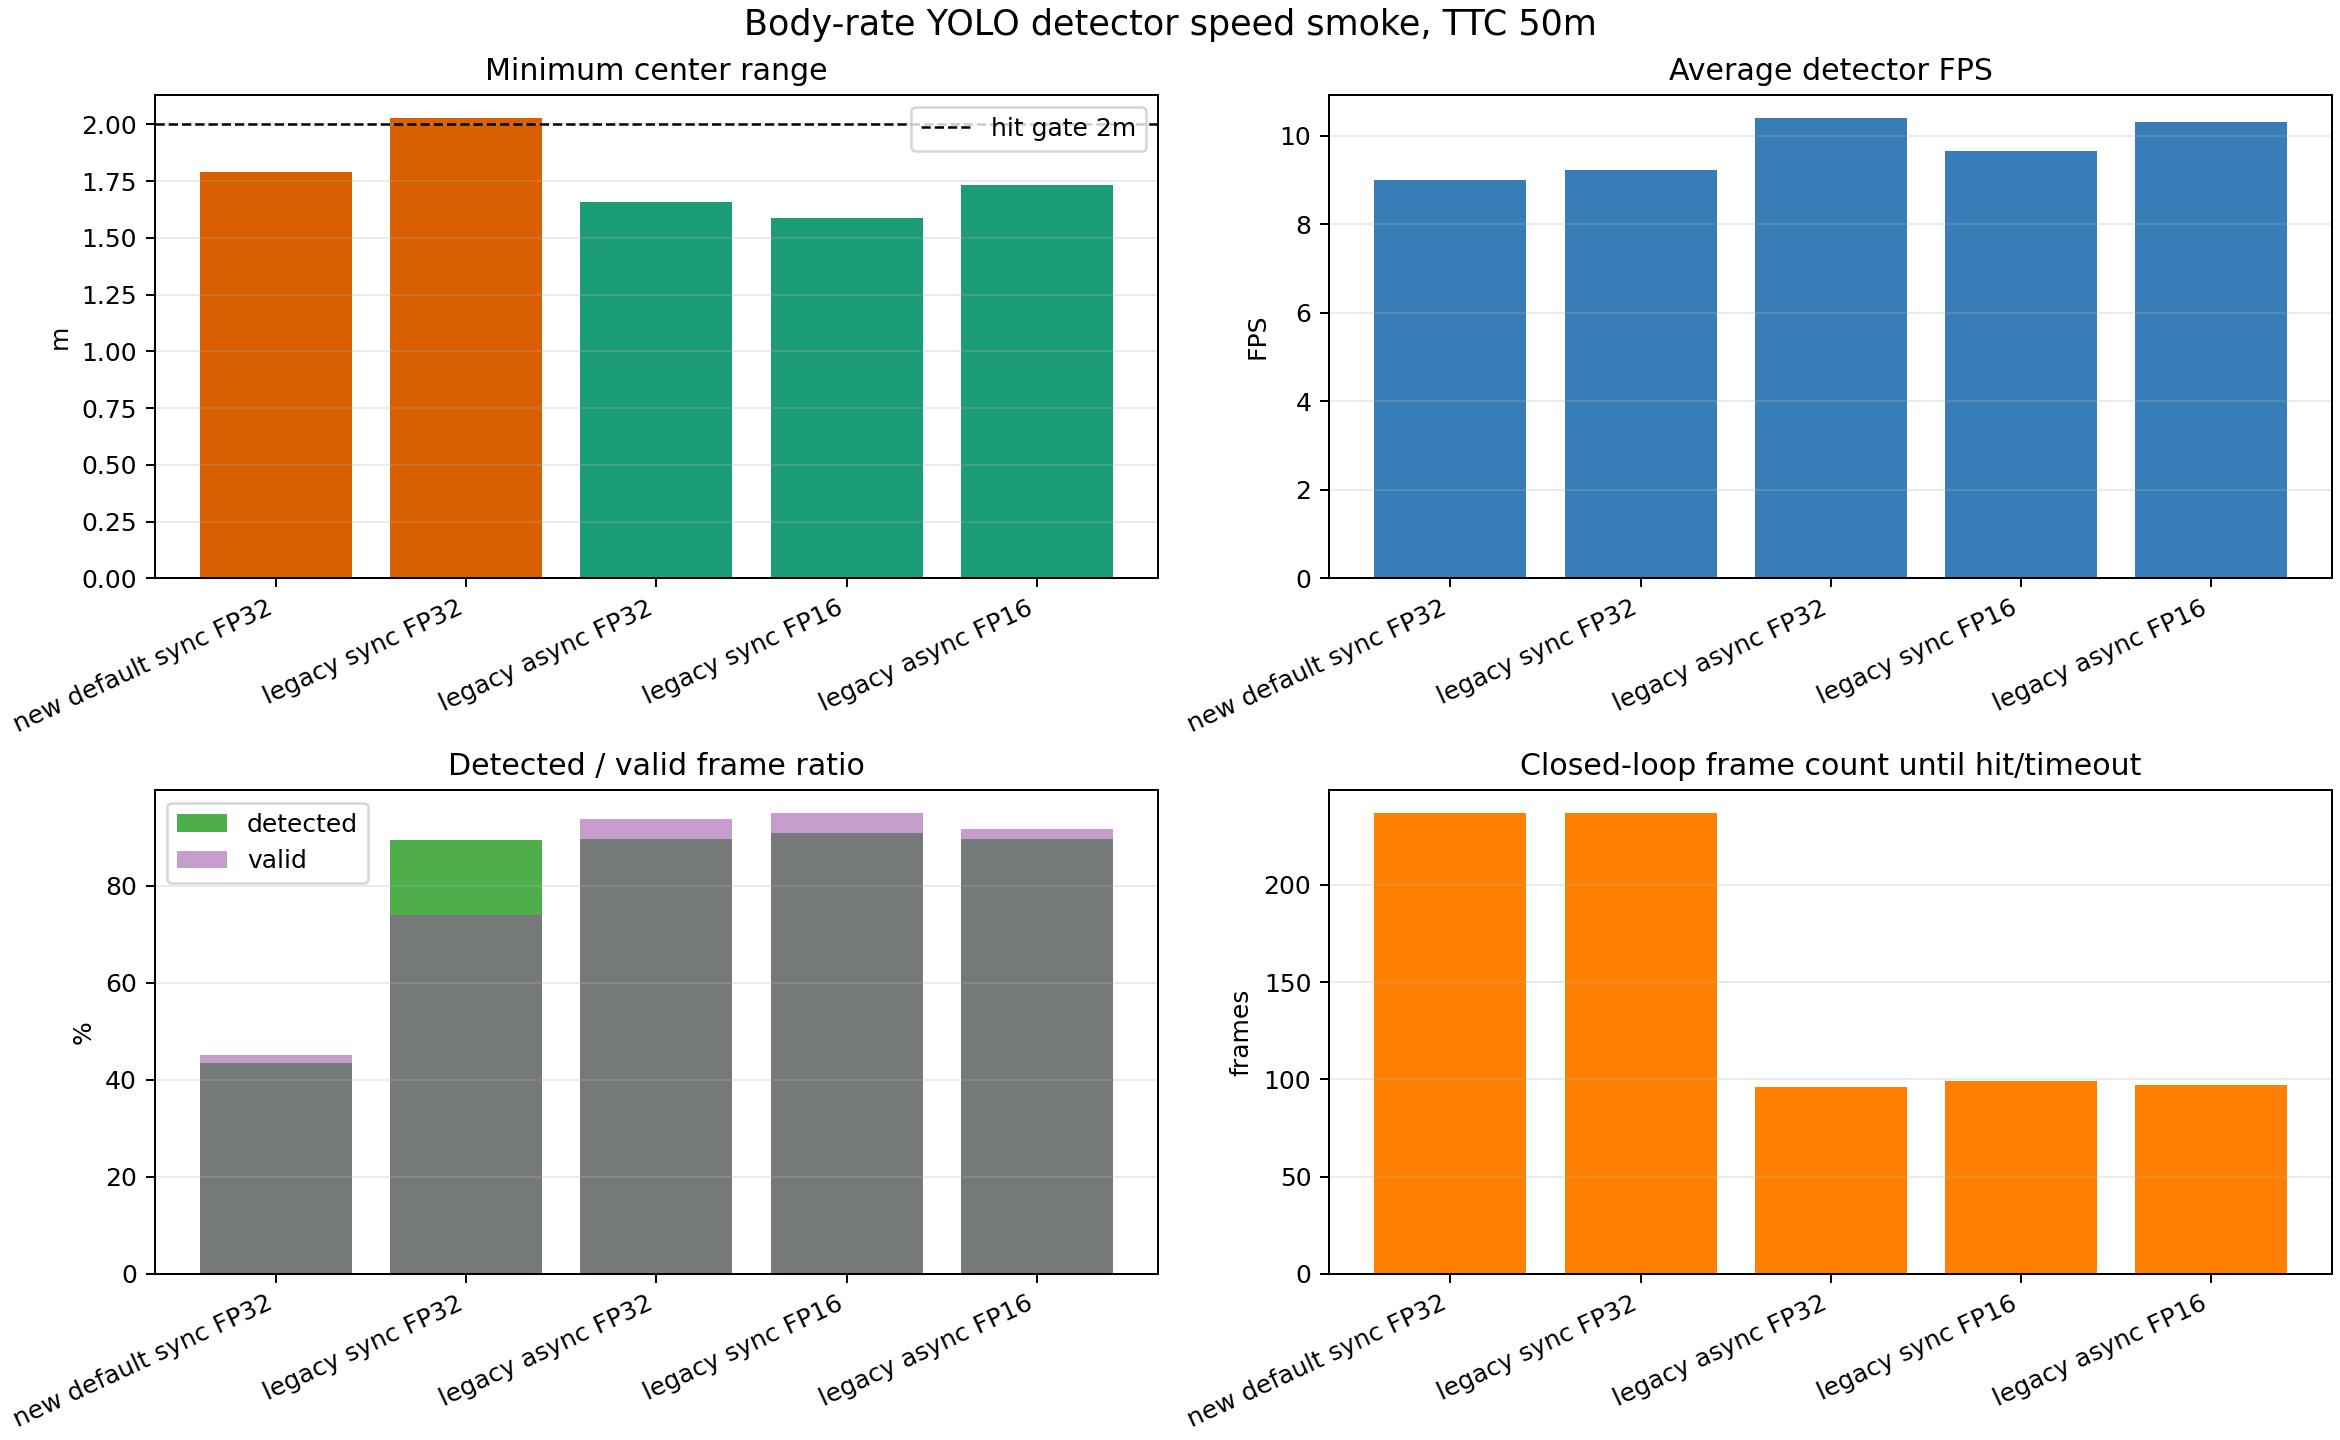 Body-rate YOLO detector speed smoke, TTC 50m
Minimum center range
2.00
1.75
1.50
1.25
1.00
0.75
0.50
0.25
0.00
m
hit gate 2m
new default sync FP32
legacy sync FP32
legacy async FP32
legacy sync FP16
legacy async FP16
Average detector FPS
10
8
6
4
2
0
FPS
new default sync FP32
legacy sync FP32
legacy async FP32
legacy sync FP16
legacy async FP16
Detected / valid frame ratio
detected
valid
80
60
40
20
0
%
new default sync FP32
legacy sync FP32
legacy async FP32
legacy sync FP16
legacy async FP16
Closed-loop frame count until hit/timeout
200
150
100
50
0
frames
new default sync FP32
legacy sync FP32
legacy async FP32
legacy sync FP16
legacy async FP16